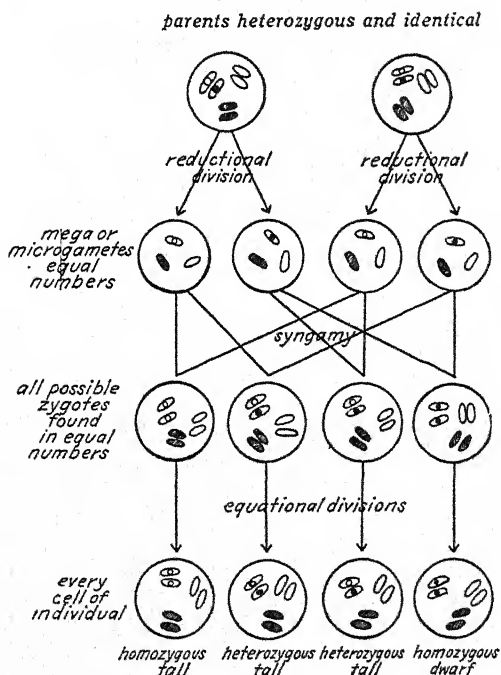 parents heterozygous and identical
reductional
division
reductional
division
mega or
microgametes
equal
numbers
syngamy
all possible
zygotes
found
in equal
numbers
equational divisions
every
cell of
individual
homozygous
tall
heterozygous
tall
heterozygous
tall
homozygous
dwarf